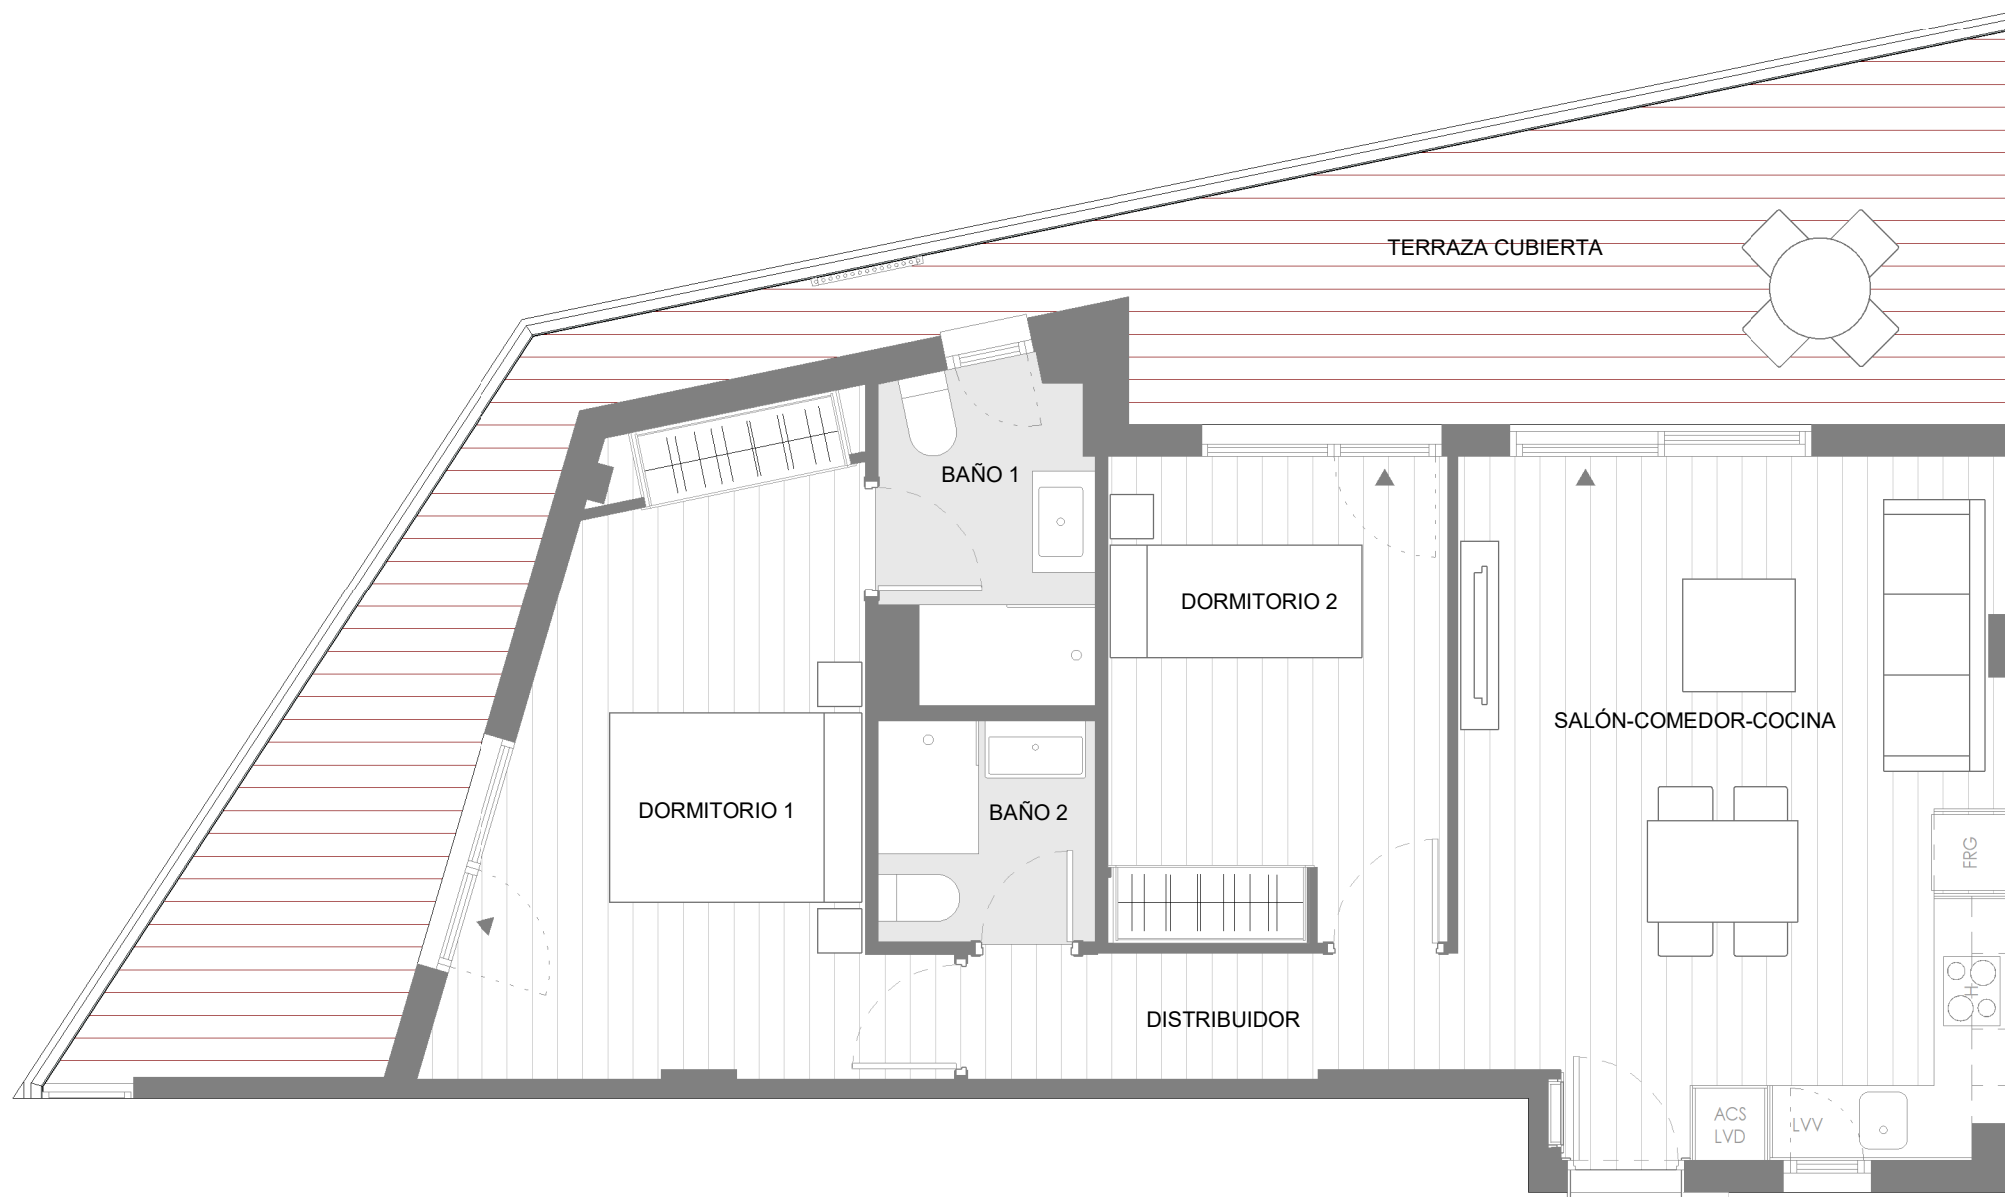 TERRAZA CUBIERTA
BAÑO 1
DORMITORIO 2
SALÓN-COMEDOR-COCINA
DORMITORIO 1
BAÑO 2
FRG
DISTRIBUIDOR
ACS
LVD
LVV